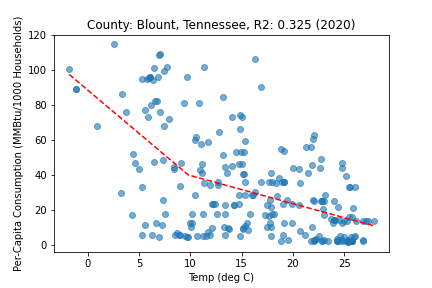 County: Blount, Tennessee, R2: 0.325 (2020)
Per-Capita Consumption (MMBtu/1000 Households)
120
100
80
60
40
20
0
0 5 10 15 20 25
Temp (deg C)